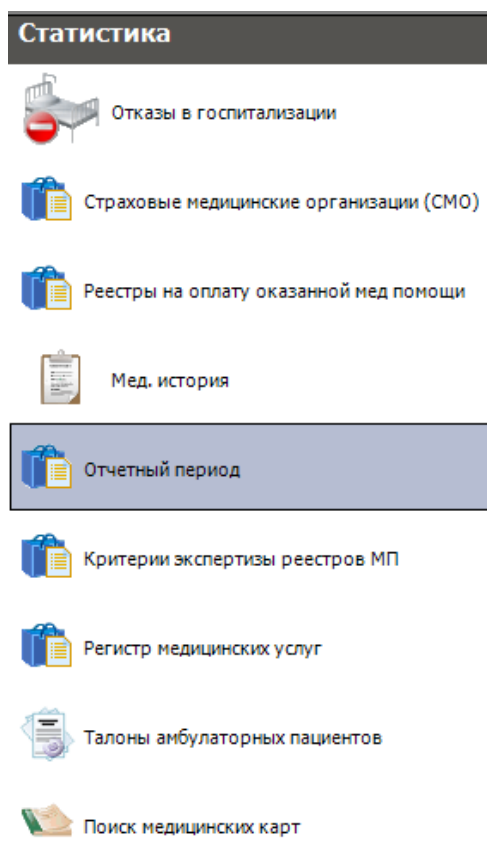 Статистика
Отказы в госпитализации
Страховые медицинские организации (СМО)
Реестры на оплату оказанной мед помощи
Мед. история
Отчетный период
Критерии экспертизы реестров МП
Регистр медицинских услуг
Талоны амбулаторных пациентов
Поиск медицинских карт